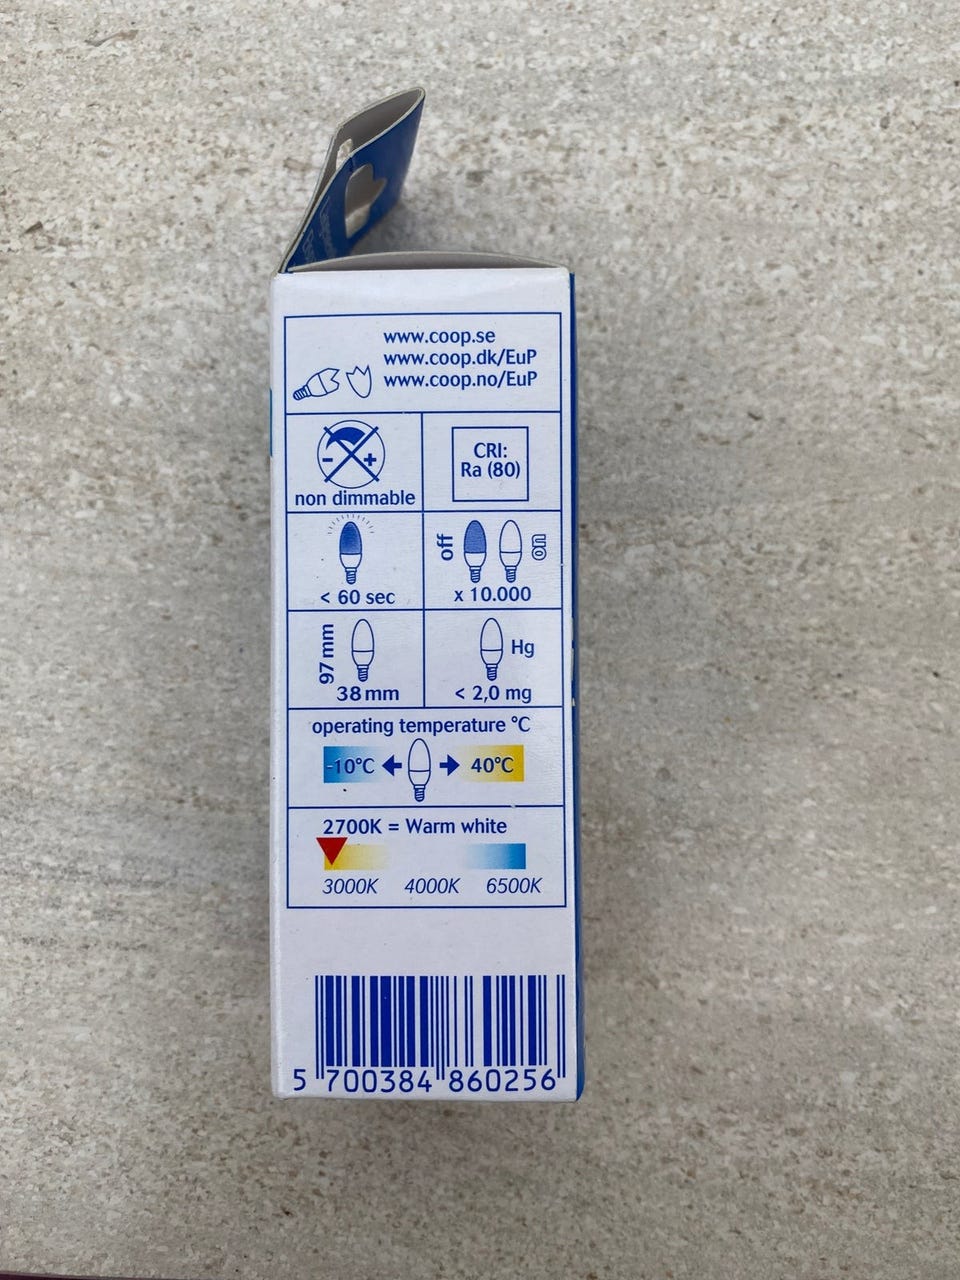 www.coop.se
www.coop.dk/EuP
www.coop.no/EuP
- +
non dimmable
CRI:
Ra (80)
< 60 sec
off on
x 10.000
97 mm
38 mm
Hg
< 2,0 mg
operating temperature °C
-10°C 40°C
2700K = Warm white
3000K 4000K 6500K
5 700384 860256